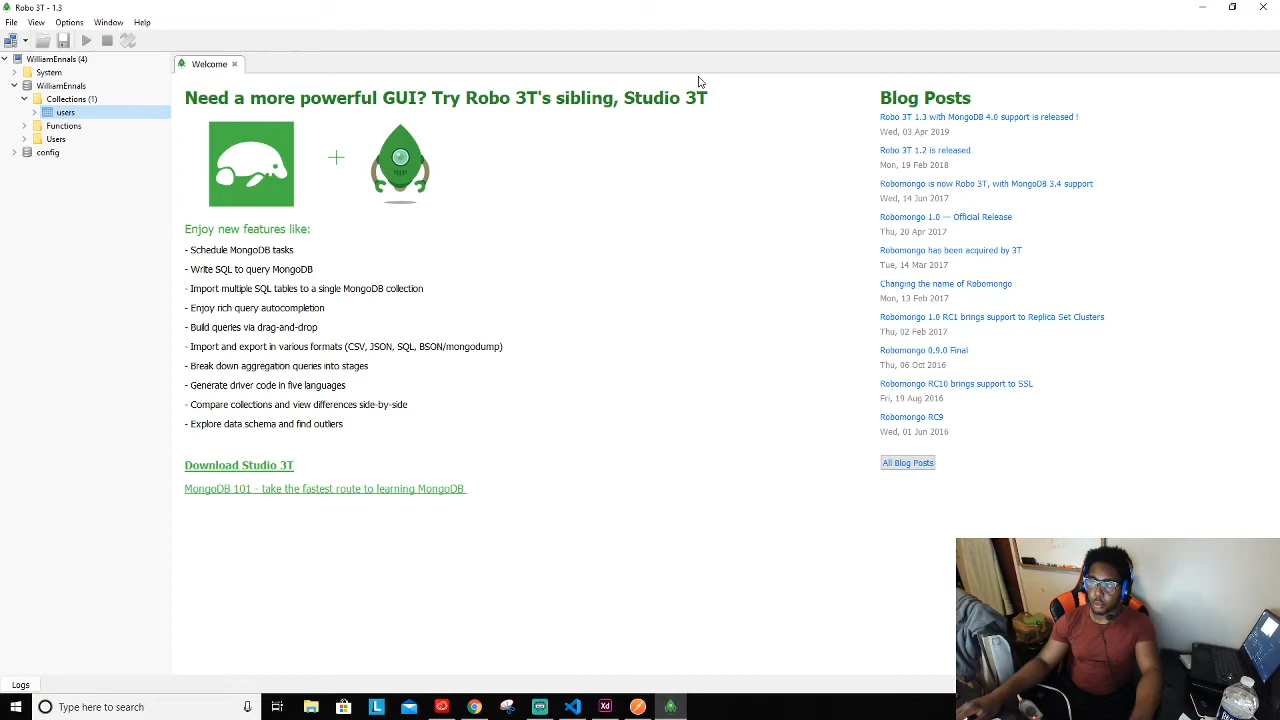 Robo 3T - 1.3
File View Options Window Help
WilliamEnnals (4)
System
WilliamEnnals
Collections (1)
users
Functions
Users
config
Welcome
Need a more powerful GUI? Try Robo 3T's sibling, Studio 3T
Enjoy new features like:
- Schedule MongoDB tasks
- Write SQL to query MongoDB
- Import multiple SQL tables to a single MongoDB collection
- Enjoy rich query autocompletion
- Build queries via drag-and-drop
- Import and export in various formats (CSV, JSON, SQL, BSON/mongodump)
- Break down aggregation queries into stages
- Generate driver code in five languages
- Compare collections and view differences side-by-side
- Explore data schema and find outliers
Download Studio 3T
MongoDB 101 - take the fastest route to learning MongoDB
Blog Posts
Robo 3T 1.3 with MongoDB 4.0 support is released !
Wed, 03 Apr 2019
Robo 3T 1.2 is released
Mon, 19 Feb 2018
Robomongo is now Robo 3T, with MongoDB 3.4 support
Wed, 14 Jun 2017
Robomongo 1.0 — Official Release
Thu, 20 Apr 2017
Robomongo has been acquired by 3T
Tue, 14 Mar 2017
Changing the name of Robomongo
Mon, 13 Feb 2017
Robomongo 1.0 RC1 brings support to Replica Set Clusters
Thu, 02 Feb 2017
Robomongo 0.9.0 Final
Thu, 06 Oct 2016
Robomongo RC10 brings support to SSL
Fri, 19 Aug 2016
Robomongo RC9
Wed, 01 Jun 2016
All Blog Posts
Logs
Type here to search
L
Xd